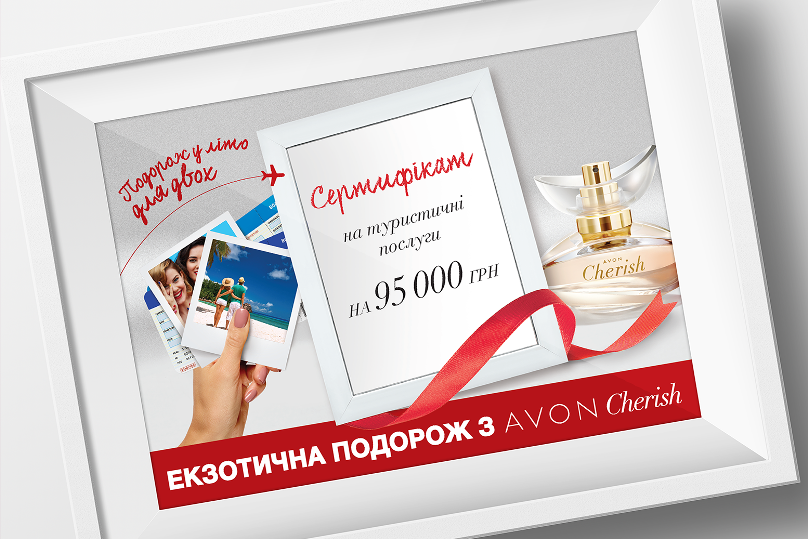 Подорож у літо
для двох
Сертифікат
на туристичні
послуги
НА 95 000 ГРН
AVON
Cherish
ЕКЗОТИЧНА ПОДОРОЖ З AVON Cherish